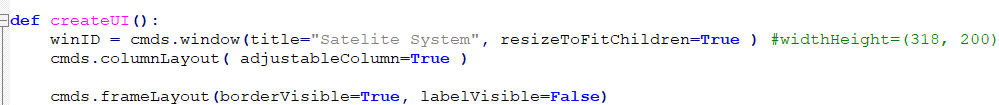 def createUI():
    winID = cmds.window(title="Satelite System", resizeToFitChildren=True ) #widthHeight=(318, 200)
    cmds.columnLayout( adjustableColumn=True )
    cmds.frameLayout(borderVisible=True, labelVisible=False)